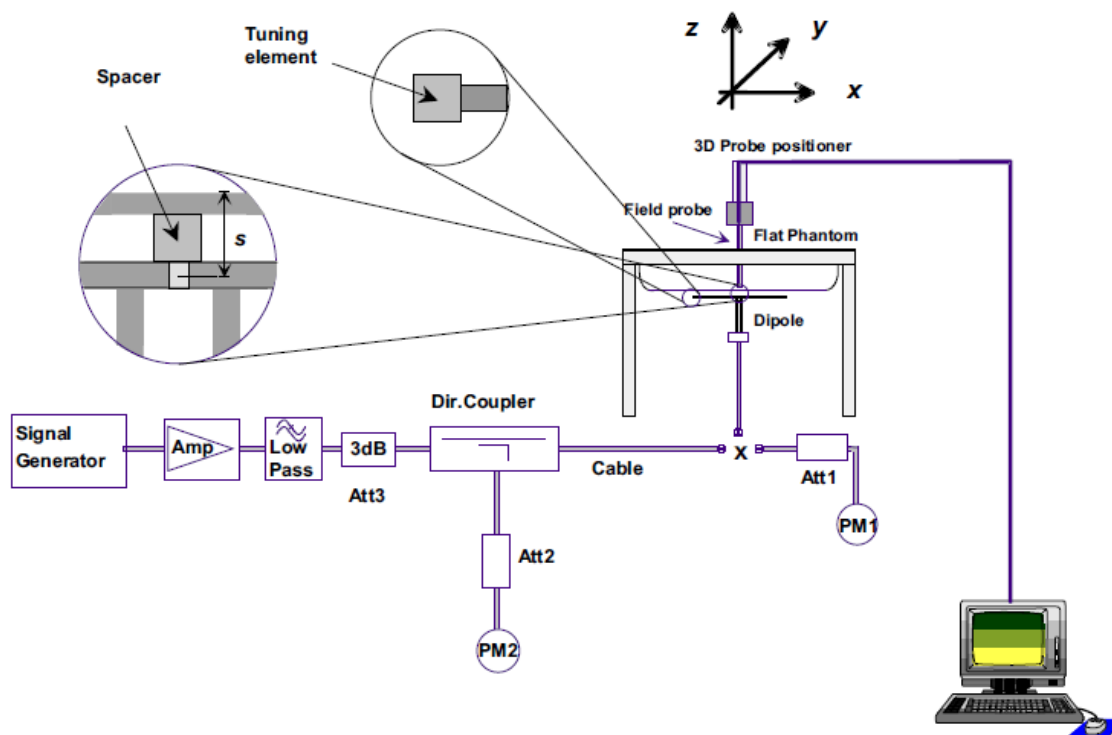 Tuning
element
Spacer
z
y
x
3D Probe positioner
Field probe
Flat Phantom
s
Dipole
Dir.Coupler
Signal
Generator
Amp
Low
Pass
3dB
Att3
Cable
X
Att1
PM1
Att2
PM2